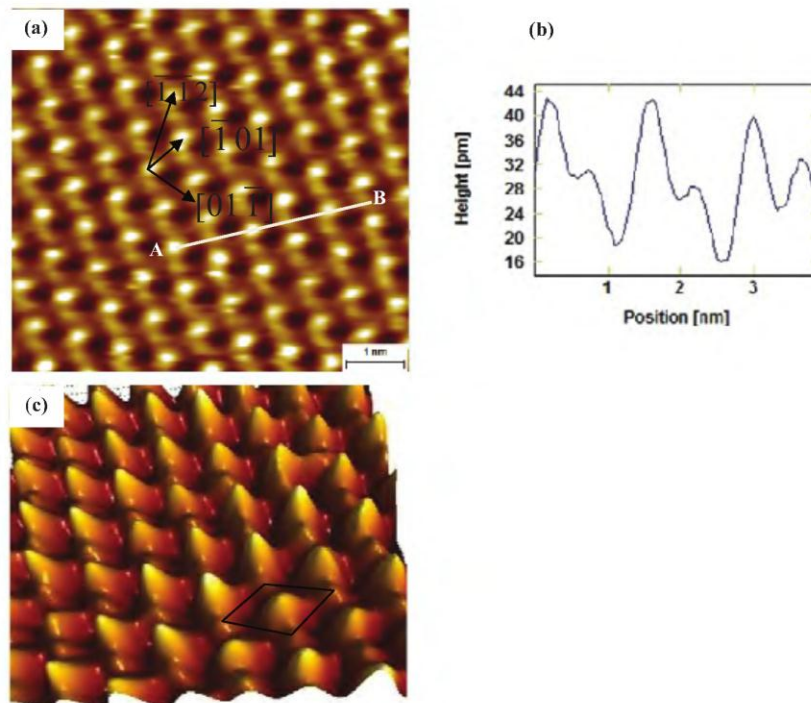 (a)
[1̄1̄2]
[1̄01]
[011̄]
A
B
1 nm
(b)
Height [pm]
44
40
36
32
28
24
20
16
1
2
3
Position [nm]
(c)